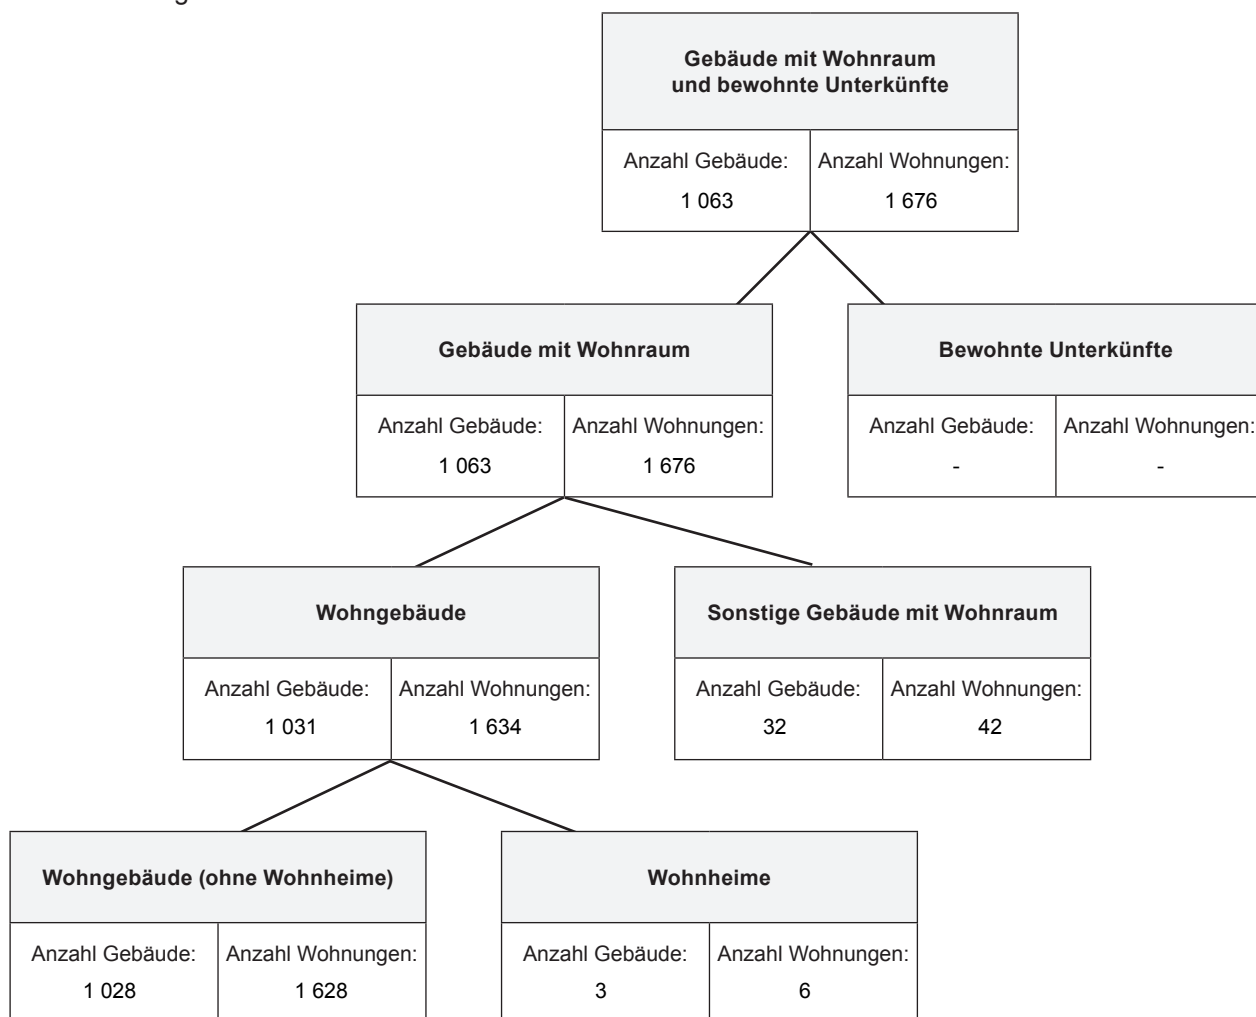 Gebäude mit Wohnraum
und bewohnte Unterkünfte
Anzahl Gebäude:
1 063
Anzahl Wohnungen:
1 676
Gebäude mit Wohnraum
Anzahl Gebäude:
1 063
Anzahl Wohnungen:
1 676
Bewohnte Unterkünfte
Anzahl Gebäude:
-
Anzahl Wohnungen:
-
Wohngebäude
Anzahl Gebäude:
1 031
Anzahl Wohnungen:
1 634
Sonstige Gebäude mit Wohnraum
Anzahl Gebäude:
32
Anzahl Wohnungen:
42
Wohngebäude (ohne Wohnheime)
Anzahl Gebäude:
1 028
Anzahl Wohnungen:
1 628
Wohnheime
Anzahl Gebäude:
3
Anzahl Wohnungen:
6